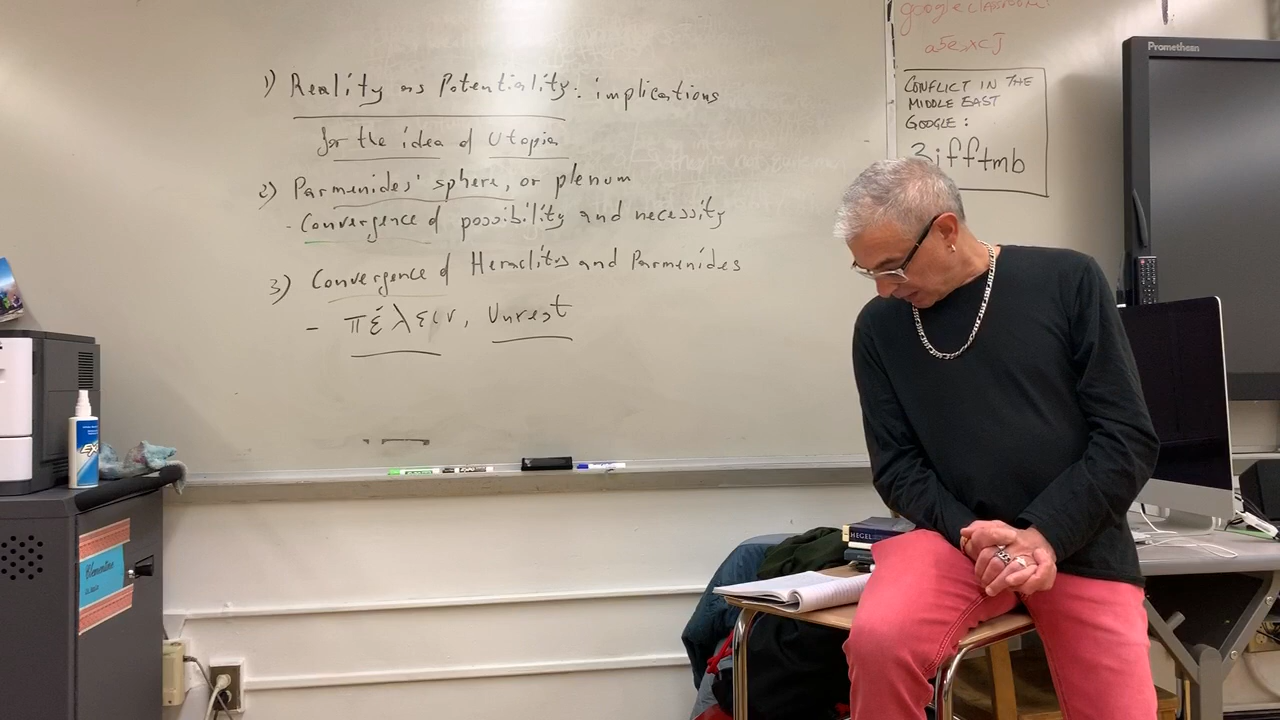 1) Reality as Potentiality: implications
for the idea of Utopia
2) Parmenides' sphere, or plenum
- Convergence of possibility and necessity
3) Convergence of Heraclitus and Parmenides
- πέλειν, Unrest
google classroom
CONFLICT IN THE
MIDDLE EAST
GOOGLE:
3ifftmb
Promethean
HEGEL
Clementine